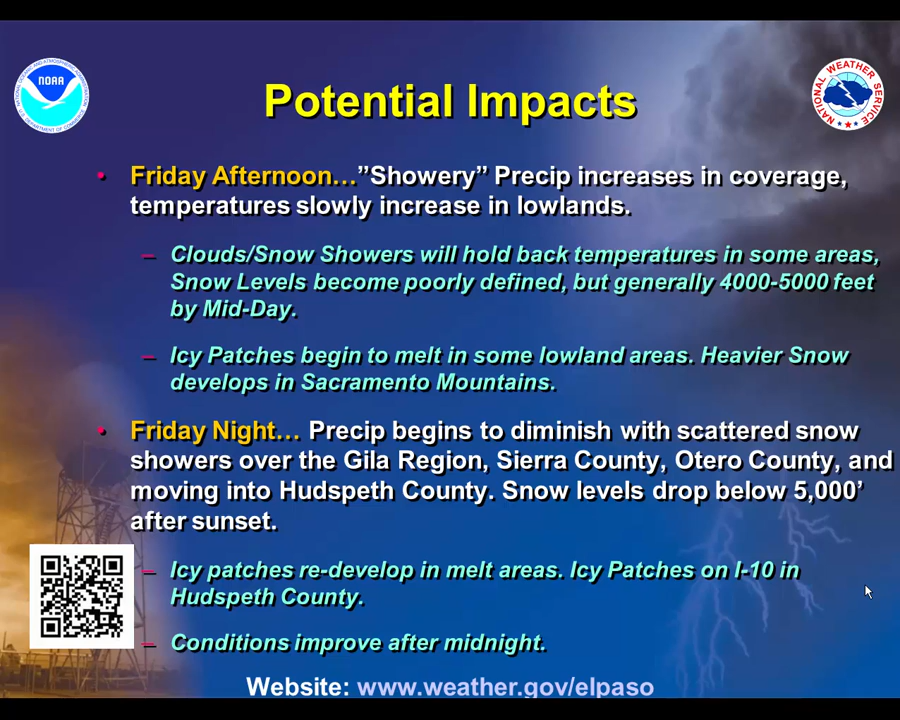 NOAA
NATIONAL WEATHER SERVICE
Potential Impacts
• Friday Afternoon…”Showery” Precip increases in coverage,
temperatures slowly increase in lowlands.
– Clouds/Snow Showers will hold back temperatures in some areas,
Snow Levels become poorly defined, but generally 4000-5000 feet
by Mid-Day.
– Icy Patches begin to melt in some lowland areas. Heavier Snow
develops in Sacramento Mountains.
• Friday Night… Precip begins to diminish with scattered snow
showers over the Gila Region, Sierra County, Otero County, and
moving into Hudspeth County. Snow levels drop below 5,000’
after sunset.
– Icy patches re-develop in melt areas. Icy Patches on I-10 in
Hudspeth County.
– Conditions improve after midnight.
Website: www.weather.gov/elpaso